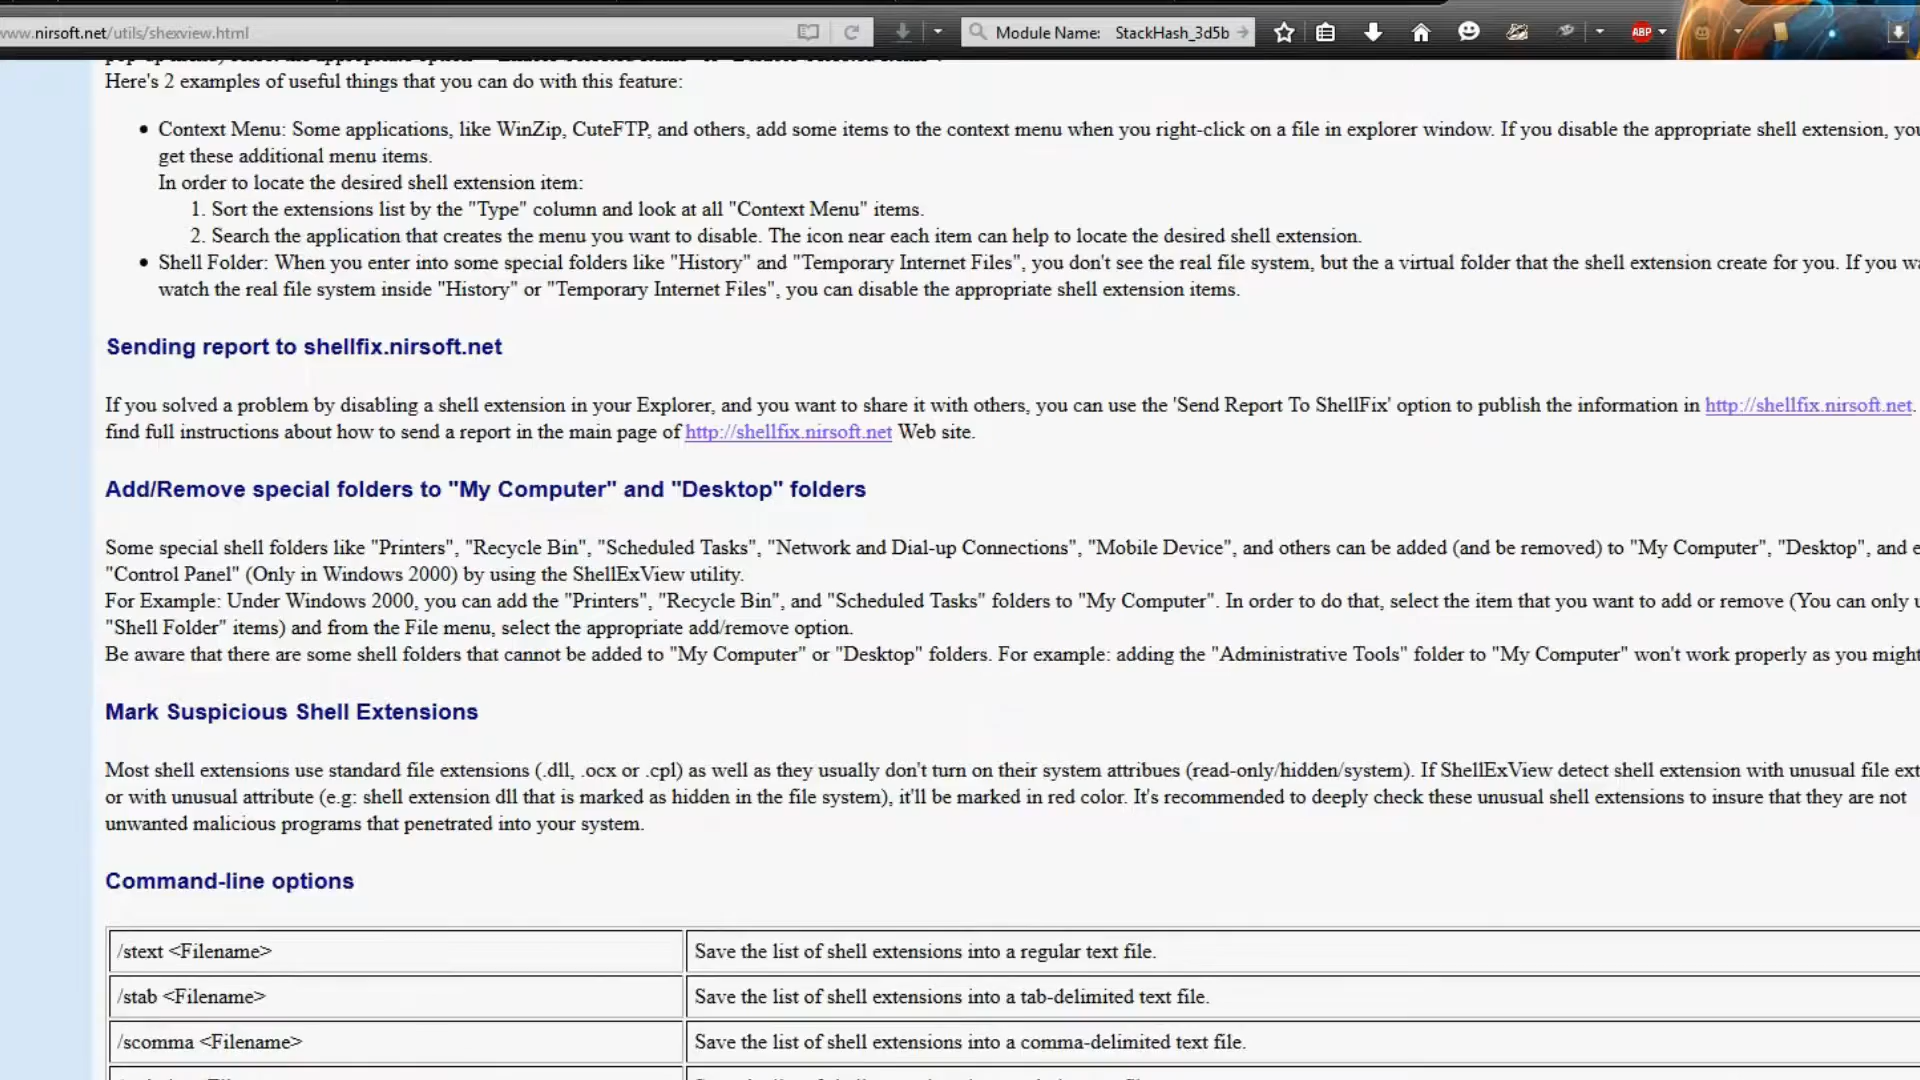 www.nirsoft.net/utils/shexview.html
Module Name: StackHash_3d5b
ABP
Here's 2 examples of useful things that you can do with this feature:
• Context Menu: Some applications, like WinZip, CuteFTP, and others, add some items to the context menu when you right-click on a file in explorer window. If you disable the appropriate shell extension, you
get these additional menu items.
In order to locate the desired shell extension item:
1. Sort the extensions list by the "Type" column and look at all "Context Menu" items.
2. Search the application that creates the menu you want to disable. The icon near each item can help to locate the desired shell extension.
• Shell Folder: When you enter into some special folders like "History" and "Temporary Internet Files", you don't see the real file system, but the a virtual folder that the shell extension create for you. If you wa
watch the real file system inside "History" or "Temporary Internet Files", you can disable the appropriate shell extension items.
Sending report to shellfix.nirsoft.net
If you solved a problem by disabling a shell extension in your Explorer, and you want to share it with others, you can use the 'Send Report To ShellFix' option to publish the information in http://shellfix.nirsoft.net.
find full instructions about how to send a report in the main page of http://shellfix.nirsoft.net Web site.
Add/Remove special folders to "My Computer" and "Desktop" folders
Some special shell folders like "Printers", "Recycle Bin", "Scheduled Tasks", "Network and Dial-up Connections", "Mobile Device", and others can be added (and be removed) to "My Computer", "Desktop", and e
"Control Panel" (Only in Windows 2000) by using the ShellExView utility.
For Example: Under Windows 2000, you can add the "Printers", "Recycle Bin", and "Scheduled Tasks" folders to "My Computer". In order to do that, select the item that you want to add or remove (You can only u
"Shell Folder" items) and from the File menu, select the appropriate add/remove option.
Be aware that there are some shell folders that cannot be added to "My Computer" or "Desktop" folders. For example: adding the "Administrative Tools" folder to "My Computer" won't work properly as you might
Mark Suspicious Shell Extensions
Most shell extensions use standard file extensions (.dll, .ocx or .cpl) as well as they usually don't turn on their system attribues (read-only/hidden/system). If ShellExView detect shell extension with unusual file ext
or with unusual attribute (e.g: shell extension dll that is marked as hidden in the file system), it'll be marked in red color. It's recommended to deeply check these unusual shell extensions to insure that they are not
unwanted malicious programs that penetrated into your system.
Command-line options
/stext <Filename> Save the list of shell extensions into a regular text file.
/stab <Filename> Save the list of shell extensions into a tab-delimited text file.
/scomma <Filename> Save the list of shell extensions into a comma-delimited text file.